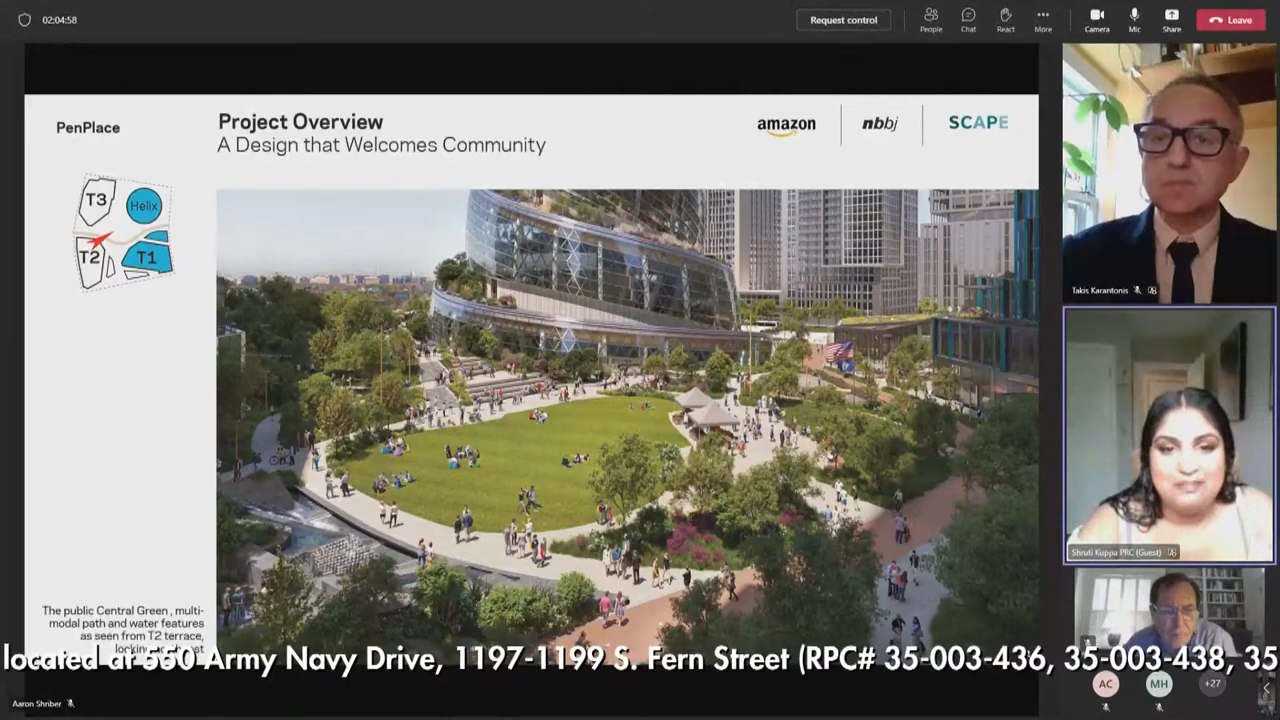 02:04:58
Request control
People
Chat
React
More
Camera
Mic
Share
Leave
PenPlace
Project Overview
A Design that Welcomes Community
amazon
nbbj
SCAPE
T3
Helix
T2
T1
The public Central Green , multi-
modal path and water features
as seen from T2 terrace,
located at 550 Army Navy Drive, 1197-1199 S. Fern Street (RPC# 35-003-436, 35-003-438, 35
Takis Karantonis
Shruti Kuppa PRC (Guest)
AC
MH
+27
Aaron Shriber